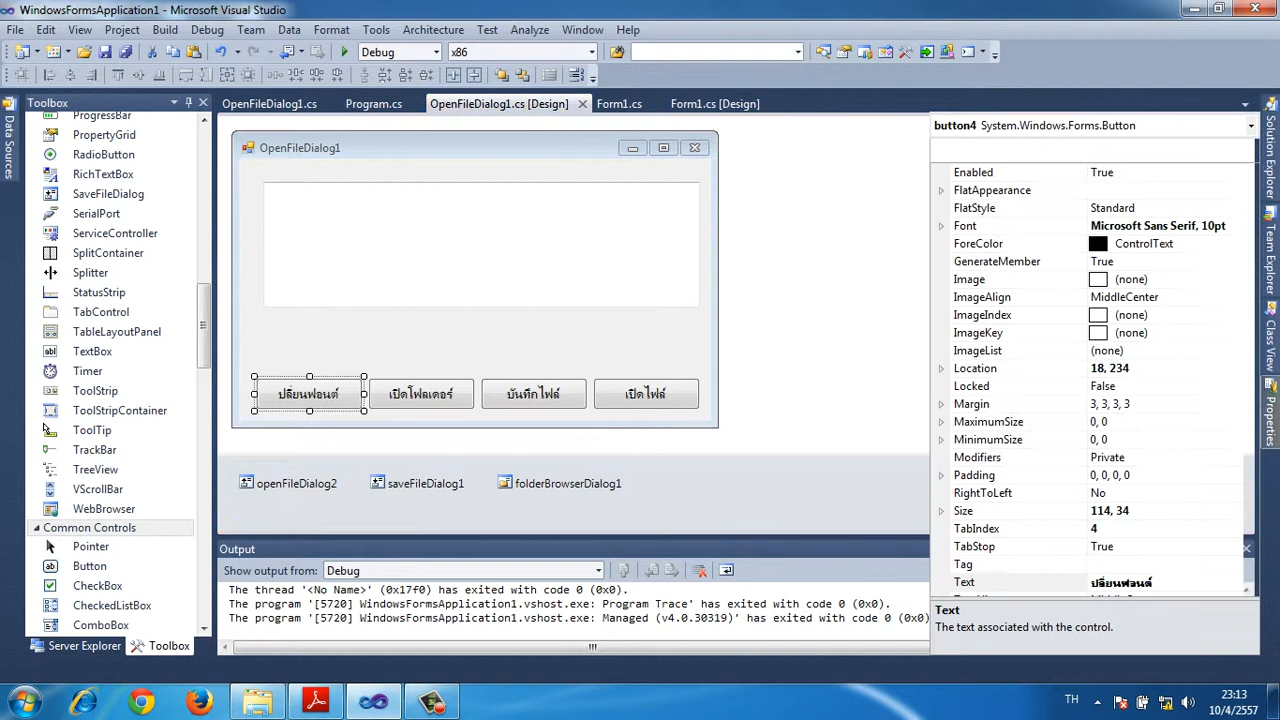 WindowsFormsApplication1 - Microsoft Visual Studio
File Edit View Project Build Debug Team Data Format Tools Architecture Test Analyze Window Help
Debug x86
Toolbox
OpenFileDialog1.cs Program.cs OpenFileDialog1.cs [Design] Form1.cs Form1.cs [Design]
Data Sources
ProgressBar
PropertyGrid
RadioButton
RichTextBox
SaveFileDialog
SerialPort
ServiceController
SplitContainer
Splitter
StatusStrip
TabControl
TableLayoutPanel
TextBox
Timer
ToolStrip
ToolStripContainer
ToolTip
TrackBar
TreeView
VScrollBar
WebBrowser
Common Controls
Pointer
Button
CheckBox
CheckedListBox
ComboBox
Server Explorer Toolbox
OpenFileDialog1
ปลี่ยนฟอนต์ เปิดโฟลเดอร์ บันทึกไฟล์ เปิดไฟล์
openFileDialog2 saveFileDialog1 folderBrowserDialog1
Output
Show output from: Debug
The thread '<No Name>' (0x17f0) has exited with code 0 (0x0).
The program '[5720] WindowsFormsApplication1.vshost.exe: Program Trace' has exited with code 0 (0x0).
The program '[5720] WindowsFormsApplication1.vshost.exe: Managed (v4.0.30319)' has exited with code 0 (0x0)
button4 System.Windows.Forms.Button
Enabled True
FlatAppearance
FlatStyle Standard
Font Microsoft Sans Serif, 10pt
ForeColor ControlText
GenerateMember True
Image (none)
ImageAlign MiddleCenter
ImageIndex (none)
ImageKey (none)
ImageList (none)
Location 18, 234
Locked False
Margin 3, 3, 3, 3
MaximumSize 0, 0
MinimumSize 0, 0
Modifiers Private
Padding 0, 0, 0, 0
RightToLeft No
Size 114, 34
TabIndex 4
TabStop True
Tag
Text ปลี่ยนฟอนต์
Text
The text associated with the control.
Solution Explorer
Team Explorer
Class View
Properties
TH
23:13
10/4/2557